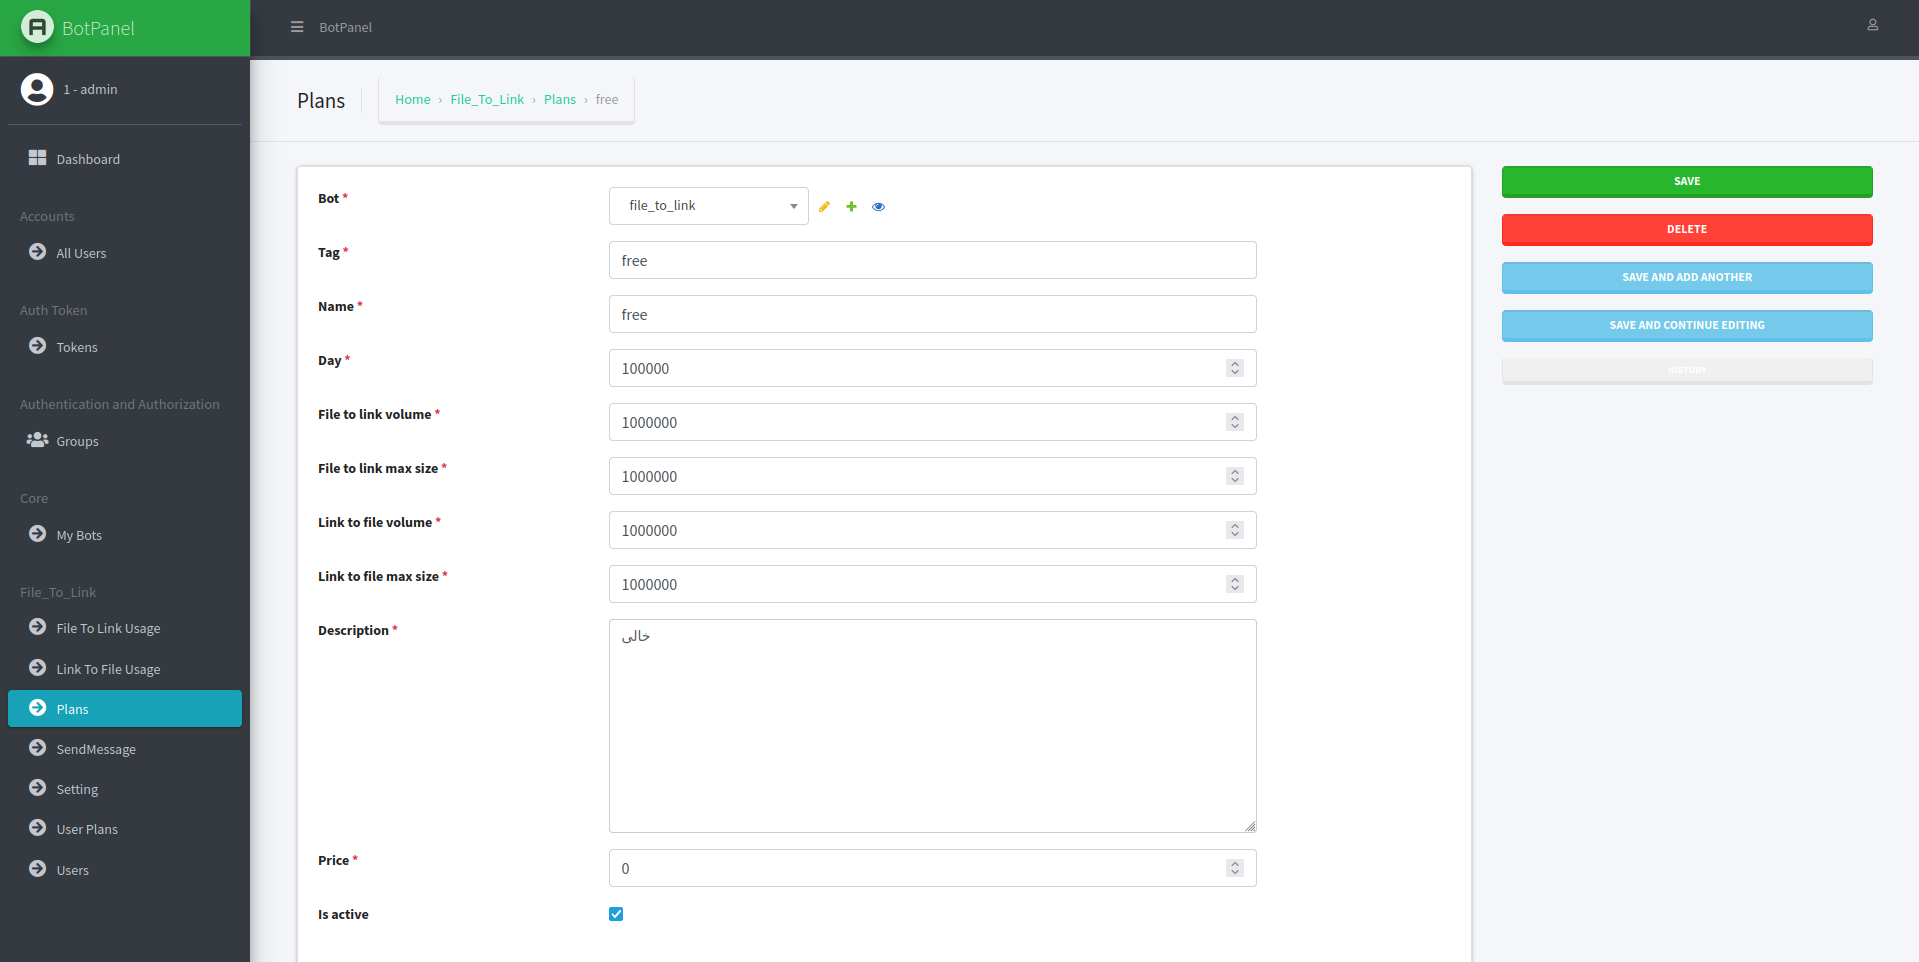 BotPanel
BotPanel
1 - admin
Dashboard
Accounts
All Users
Auth Token
Tokens
Authentication and Authorization
Groups
Core
My Bots
File_To_Link
File To Link Usage
Link To File Usage
Plans
SendMessage
Setting
User Plans
Users
Plans
Home › File_To_Link › Plans › free
Bot *
file_to_link
Tag *
free
Name *
free
Day *
100000
File to link volume *
1000000
File to link max size *
1000000
Link to file volume *
1000000
Link to file max size *
1000000
Description *
خالی
Price *
0
Is active
SAVE
DELETE
SAVE AND ADD ANOTHER
SAVE AND CONTINUE EDITING
HISTORY